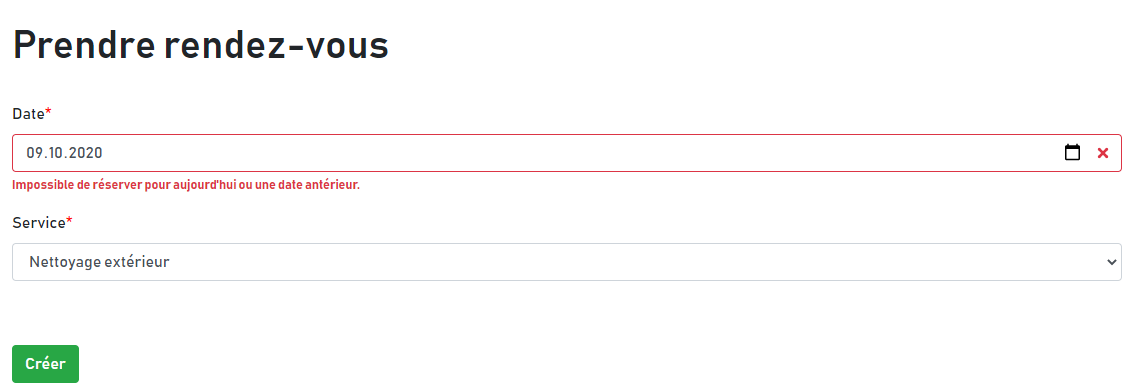 Prendre rendez-vous
Date*
09.10.2020
Impossible de réserver pour aujourd'hui ou une date antérieur.
Service*
Nettoyage extérieur
Créer